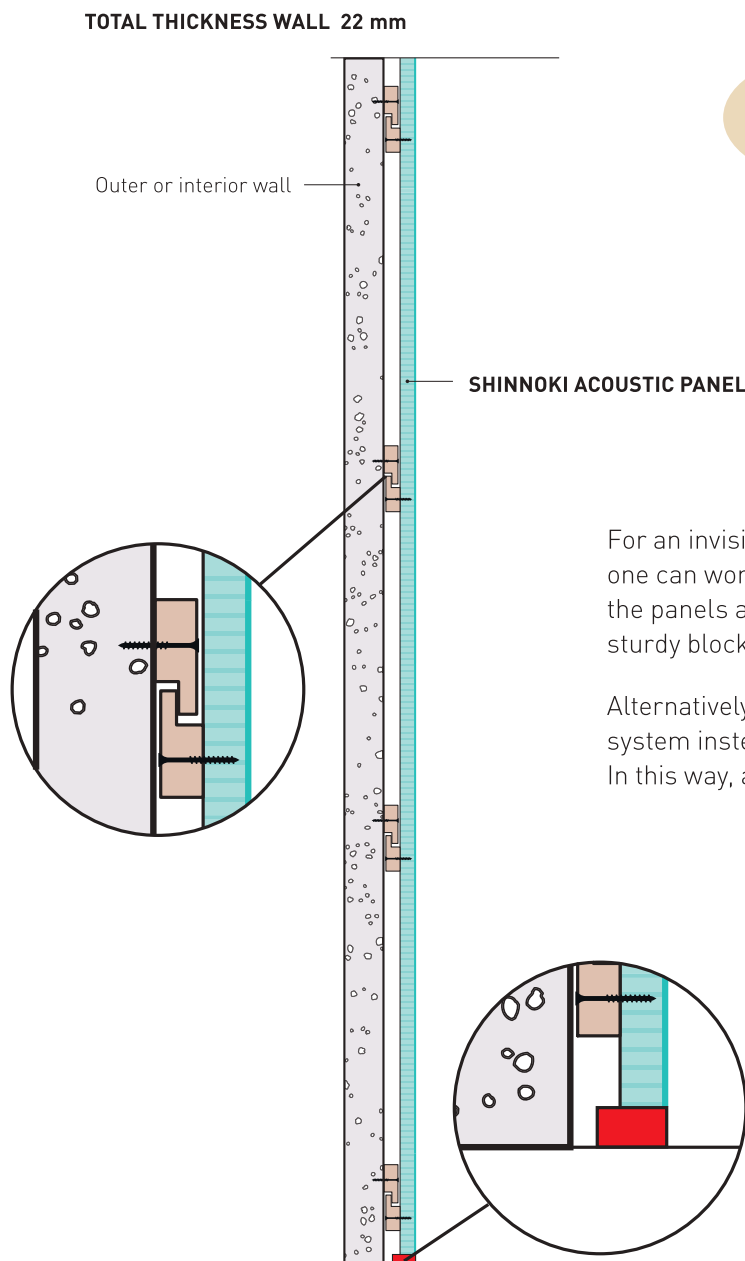 TOTAL THICKNESS WALL 22 mm
Outer or interior wall
SHINNOKI ACOUSTIC PANEL
For an invisi
one can wor
the panels a
sturdy block
Alternatively
system inste
In this way, a